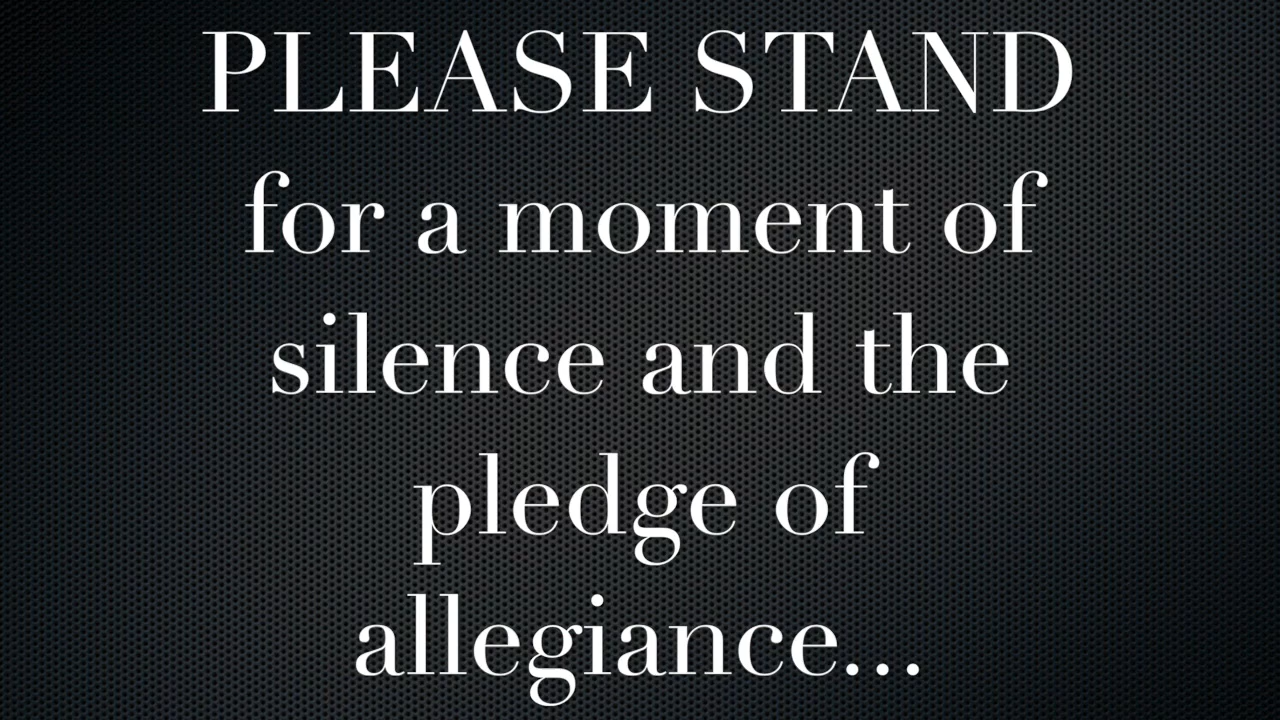 PLEASE STAND
for a moment of
silence and the
pledge of
allegiance...